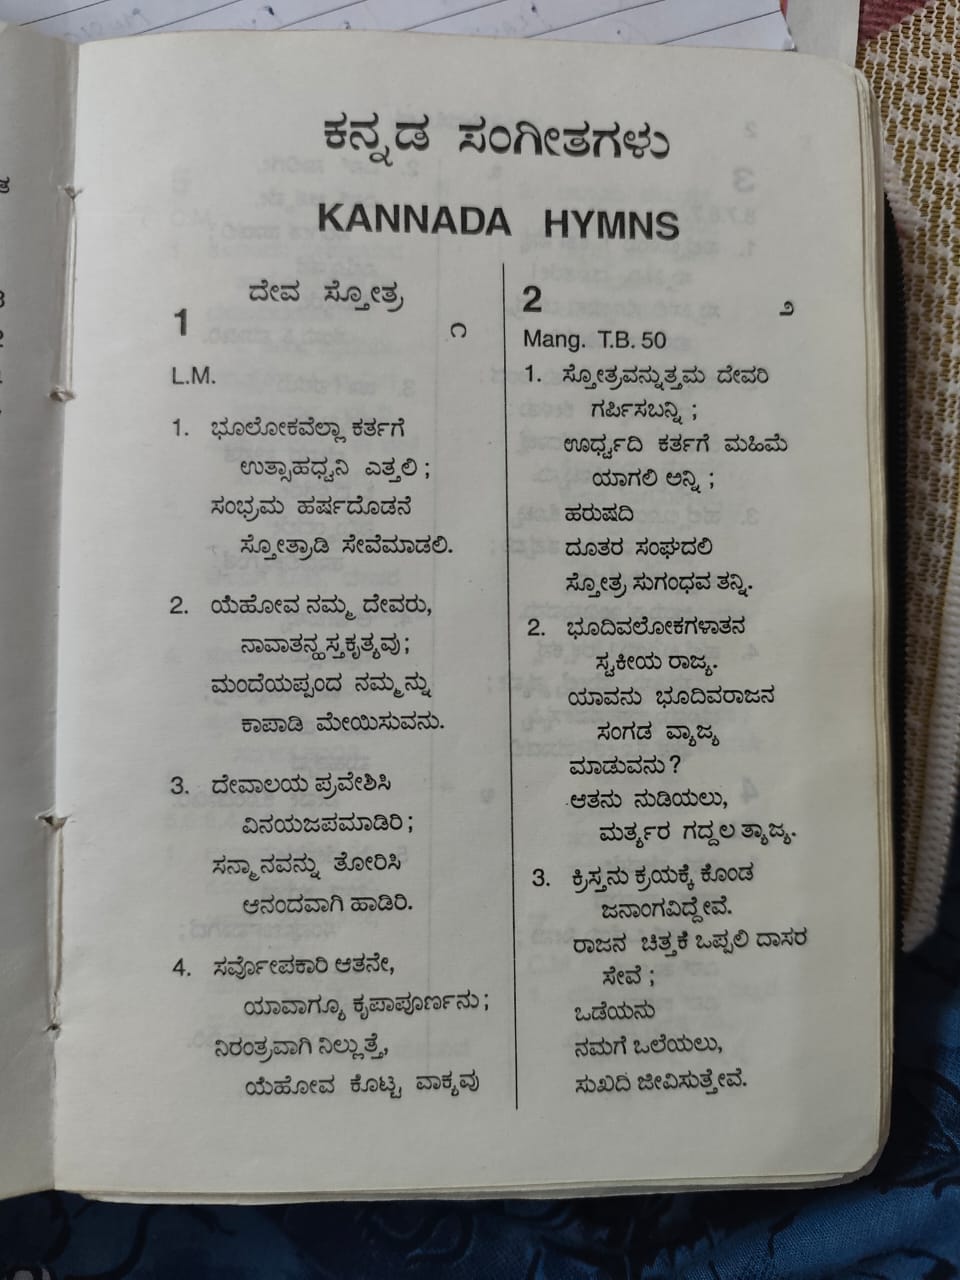 ಕನ್ನಡ ಸಂಗೀತಗಳು
KANNADA HYMNS
ದೇವ ಸ್ತೋತ್ರ
1 ೧
L.M.
1. ಭೂಲೋಕವೆಲ್ಲಾ ಕರ್ತಗೆ
ಉತ್ಸಾಹಧ್ವನಿ ಎತ್ತಲಿ ;
ಸಂಭ್ರಮ ಹರ್ಷದೊಡನೆ
ಸ್ತೋತ್ರಾಡಿ ಸೇವೆಮಾಡಲಿ.
2. ಯೆಹೋವ ನಮ್ಮ ದೇವರು,
ನಾವಾತನ್ಹಸ್ತಕೃತ್ಯವು ;
ಮಂದೆಯಪ್ಪಂದ ನಮ್ಮನ್ನು
ಕಾಪಾಡಿ ಮೇಯಿಸುವನು.
3. ದೇವಾಲಯ ಪ್ರವೇಶಿಸಿ
ವಿನಯಜಪಮಾಡಿರಿ ;
ಸನ್ಮಾನವನ್ನು ತೋರಿಸಿ
ಆನಂದವಾಗಿ ಹಾಡಿರಿ.
4. ಸರ್ವೋಪಕಾರಿ ಆತನೇ,
ಯಾವಾಗ್ಯೂ ಕೃಪಾಪೂರ್ಣನು ;
ನಿರಂತ್ರವಾಗಿ ನಿಲ್ಲುತ್ತೆ,
ಯೆಹೋವ ಕೊಟ್ಟ ವಾಕ್ಯವು
2 ೨
Mang. T.B. 50
1. ಸ್ತೋತ್ರವನ್ನುತ್ತಮ ದೇವರಿ
ಗರ್ಪಿಸಬನ್ನಿ ;
ಊರ್ಧ್ವದಿ ಕರ್ತಗೆ ಮಹಿಮೆ
ಯಾಗಲಿ ಅನ್ನಿ ;
ಹರುಷದಿ
ದೂತರ ಸಂಘದಲಿ
ಸ್ತೋತ್ರ ಸುಗಂಧವ ತನ್ನಿ.
2. ಭೂದಿವಲೋಕಗಳಾತನ
ಸ್ವಕೀಯ ರಾಜ್ಯ.
ಯಾವನು ಭೂದಿವರಾಜನ
ಸಂಗಡ ವ್ಯಾಜ್ಯ
ಮಾಡುವನು ?
ಆತನು ನುಡಿಯಲು,
ಮರ್ತ್ಯರ ಗದ್ದಲ ತ್ಯಾಜ್ಯ.
3. ಕ್ರಿಸ್ತನು ಕ್ರಯಕ್ಕೆ ಕೊಂಡ
ಜನಾಂಗವಿದ್ದೇವೆ.
ರಾಜನ ಚಿತ್ತಕೆ ಒಪ್ಪಲಿ ದಾಸರ
ಸೇವೆ ;
ಒಡೆಯನು
ನಮಗೆ ಒಲೆಯಲು,
ಸುಖದಿ ಜೀವಿಸುತ್ತೇವೆ.